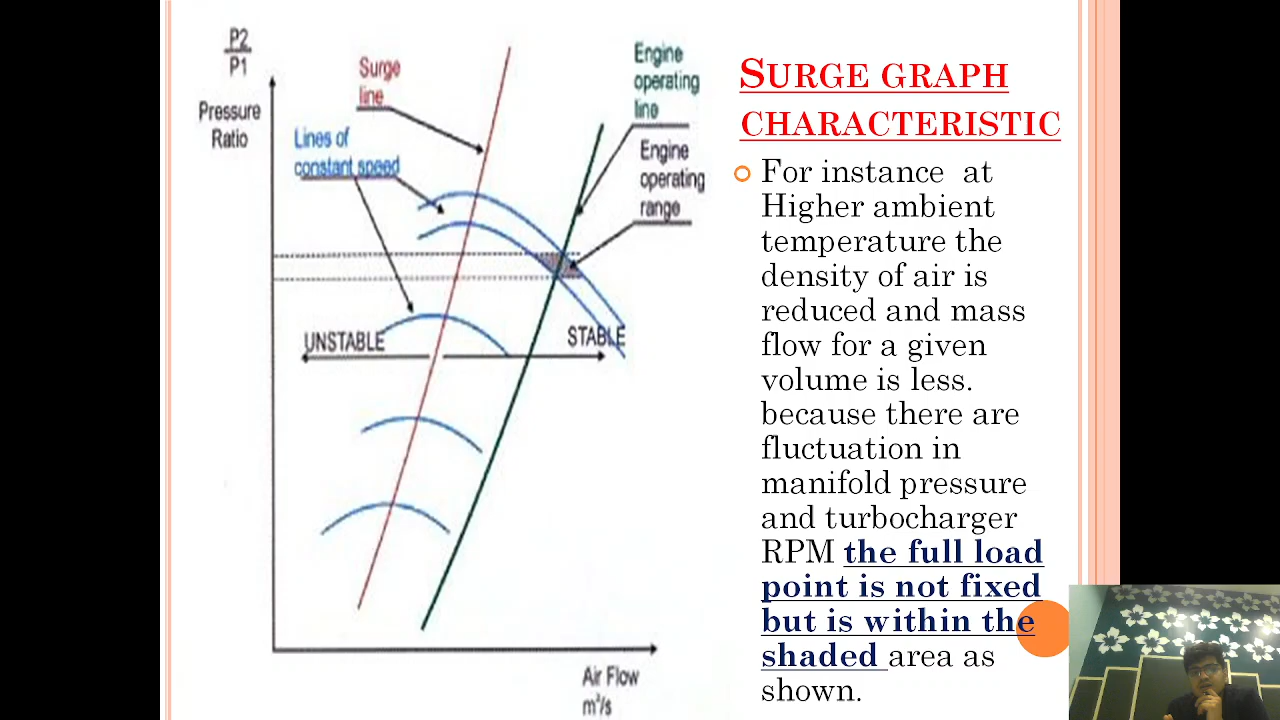 P2
P1
Pressure
Ratio
Surge
line
Lines of
constant speed
Engine
operating
line
Engine
operating
range
UNSTABLE
STABLE
Air Flow
m³/s
SURGE GRAPH
CHARACTERISTIC
For instance at
Higher ambient
temperature the
density of air is
reduced and mass
flow for a given
volume is less.
because there are
fluctuation in
manifold pressure
and turbocharger
RPM the full load
point is not fixed
but is within the
shaded area as
shown.